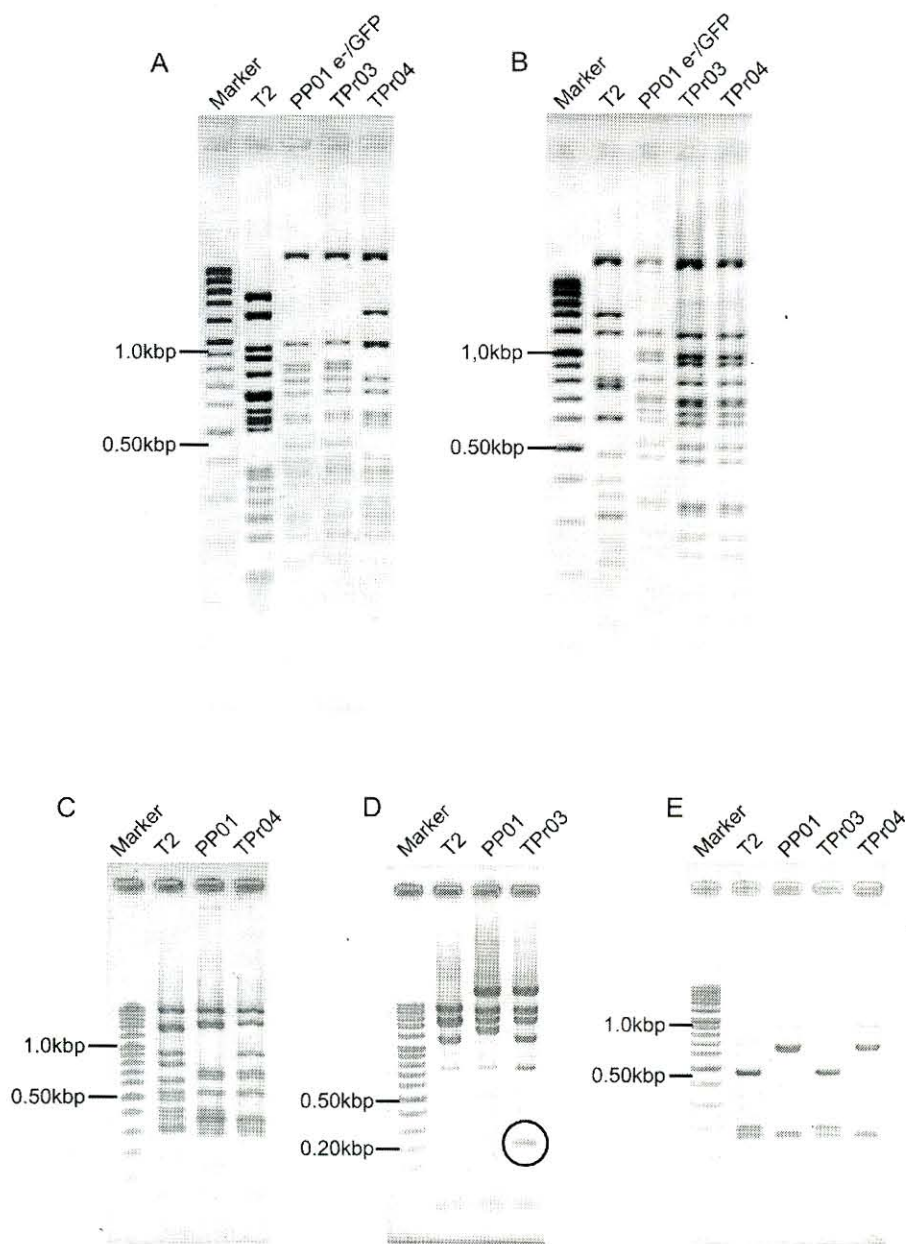 A
Marker
T2
PP01 e-/GFP
TPr03
TPr04
1.0kbp
0.50kbp
B
Marker
T2
PP01 e-/GFP
TPr03
TPr04
1,0kbp
0.50kbp
C
Marker
T2
PP01
TPr04
1.0kbp
0.50kbp
D
Marker
T2
PP01
TPr03
0.50kbp
0.20kbp
E
Marker
T2
PP01
TPr03
TPr04
1.0kbp
0.50kbp